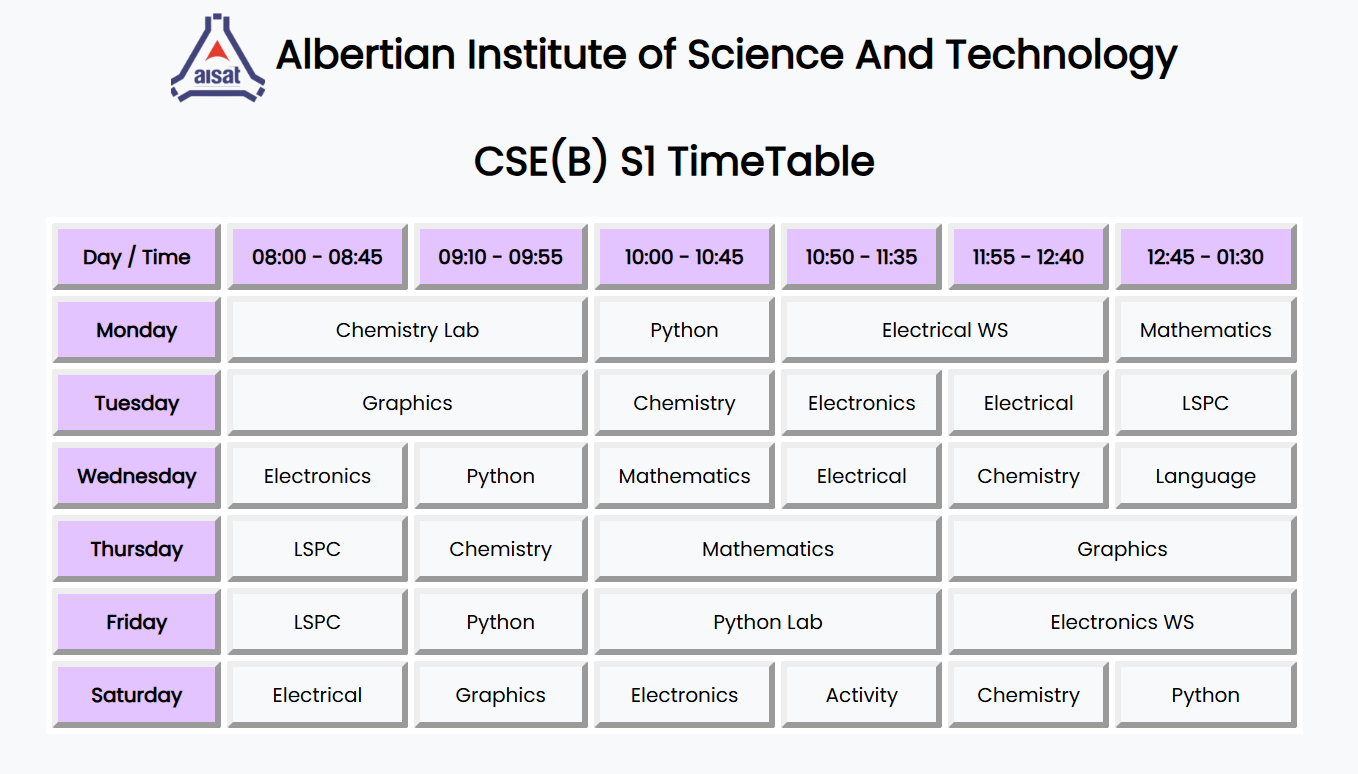 aisat
Albertian Institute of Science And Technology
CSE(B) S1 TimeTable
Day / Time 08:00 - 08:45 09:10 - 09:55 10:00 - 10:45 10:50 - 11:35 11:55 - 12:40 12:45 - 01:30
Monday Chemistry Lab Python Electrical WS Mathematics
Tuesday Graphics Chemistry Electronics Electrical LSPC
Wednesday Electronics Python Mathematics Electrical Chemistry Language
Thursday LSPC Chemistry Mathematics Graphics
Friday LSPC Python Python Lab Electronics WS
Saturday Electrical Graphics Electronics Activity Chemistry Python